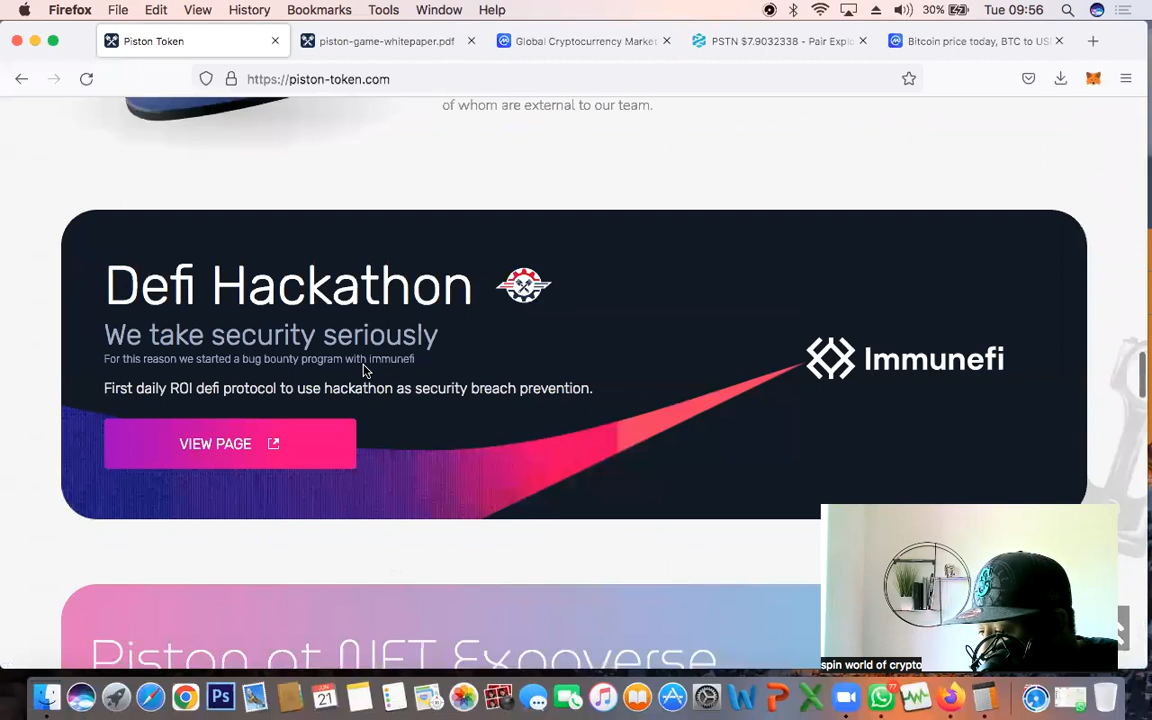 Firefox File Edit View History Bookmarks Tools Window Help 30% Tue 09:56
Piston Token piston-game-whitepaper.pdf Global Cryptocurrency Market PSTN $7.9032338 - Pair Explo Bitcoin price today, BTC to US
https://piston-token.com
of whom are external to our team.
Defi Hackathon
We take security seriously
For this reason we started a bug bounty program with immunefi
First daily ROI defi protocol to use hackathon as security breach prevention.
VIEW PAGE
Immunefi
Piston at NFT Expoverse
spin world of crypto
21
Ps
W P X